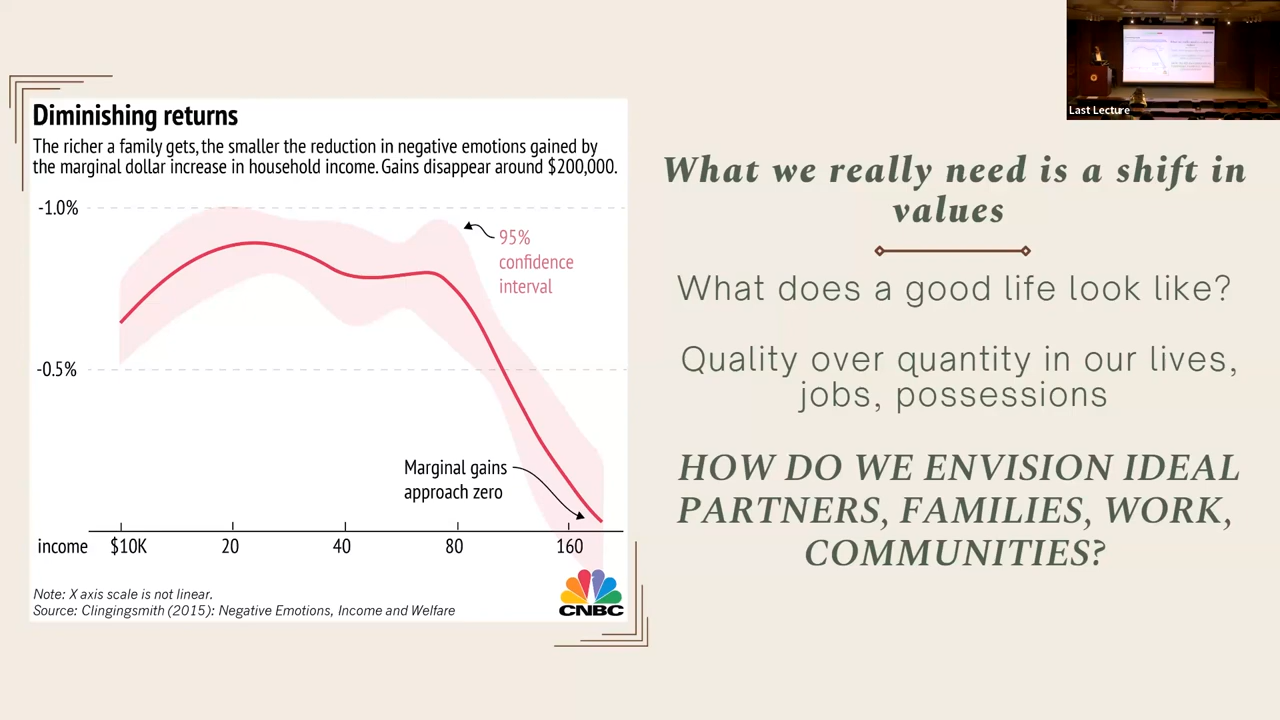 Last Lecture
Diminishing returns
The richer a family gets, the smaller the reduction in negative emotions gained by
the marginal dollar increase in household income. Gains disappear around $200,000.
-1.0%
95%
confidence
interval
-0.5%
Marginal gains
approach zero
income $10K 20 40 80 160
Note: X axis scale is not linear.
Source: Clingingsmith (2015): Negative Emotions, Income and Welfare
CNBC
What we really need is a shift in
values
What does a good life look like?
Quality over quantity in our lives,
jobs, possessions
HOW DO WE ENVISION IDEAL
PARTNERS, FAMILIES, WORK,
COMMUNITIES?